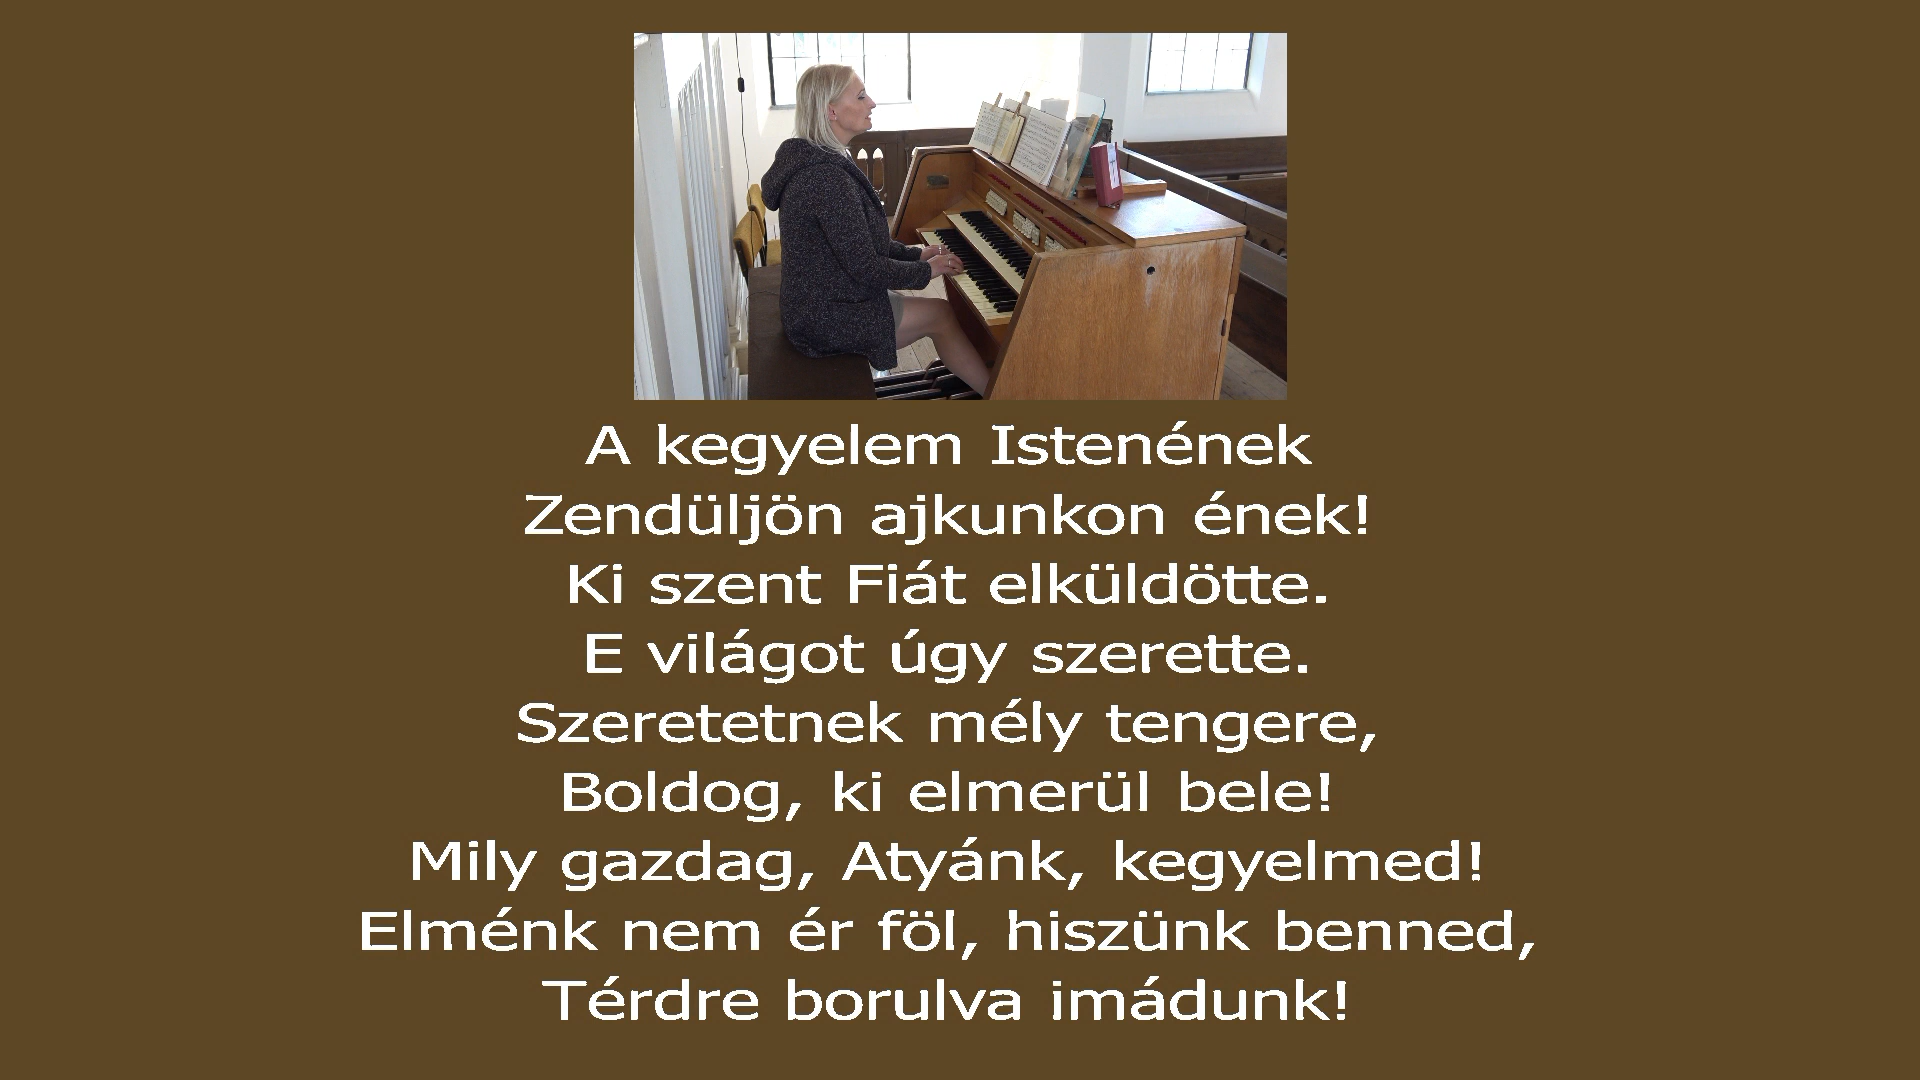 A kegyelem Istenének
Zendüljön ajkunkon ének!
Ki szent Fiát elküldötte.
E világot úgy szerette.
Szeretetnek mély tengere,
Boldog, ki elmerül bele!
Mily gazdag, Atyánk, kegyelmed!
Elménk nem ér föl, hiszünk benned,
Térdre borulva imádunk!